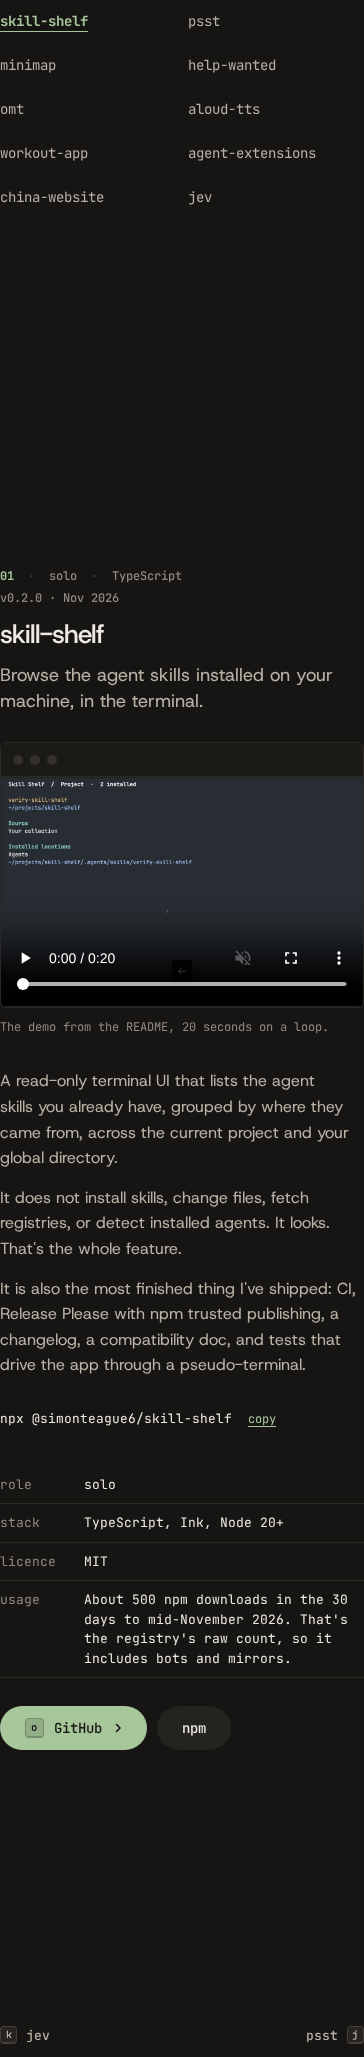 skill-shelf
psst
minimap
help-wanted
omt
aloud-tts
workout-app
agent-extensions
china-website
jev
01 · solo · TypeScript
v0.2.0 · Nov 2026
skill-shelf
Browse the agent skills installed on your
machine, in the terminal.
Skill Shelf / Project - 2 installed
verify-skill-shelf
~/projects/skill-shelf
Source
Your collection
Installed locations
Agents
~/projects/skill-shelf/.agents/skills/verify-skill-shelf
0:00 / 0:20
The demo from the README, 20 seconds on a loop.
A read-only terminal UI that lists the agent
skills you already have, grouped by where they
came from, across the current project and your
global directory.
It does not install skills, change files, fetch
registries, or detect installed agents. It looks.
That's the whole feature.
It is also the most finished thing I've shipped: CI,
Release Please with npm trusted publishing, a
changelog, a compatibility doc, and tests that
drive the app through a pseudo-terminal.
npx @simonteague6/skill-shelf copy
role solo
stack TypeScript, Ink, Node 20+
licence MIT
usage About 500 npm downloads in the 30
days to mid-November 2026. That's
the registry's raw count, so it
includes bots and mirrors.
o GitHub > npm
k jev psst j